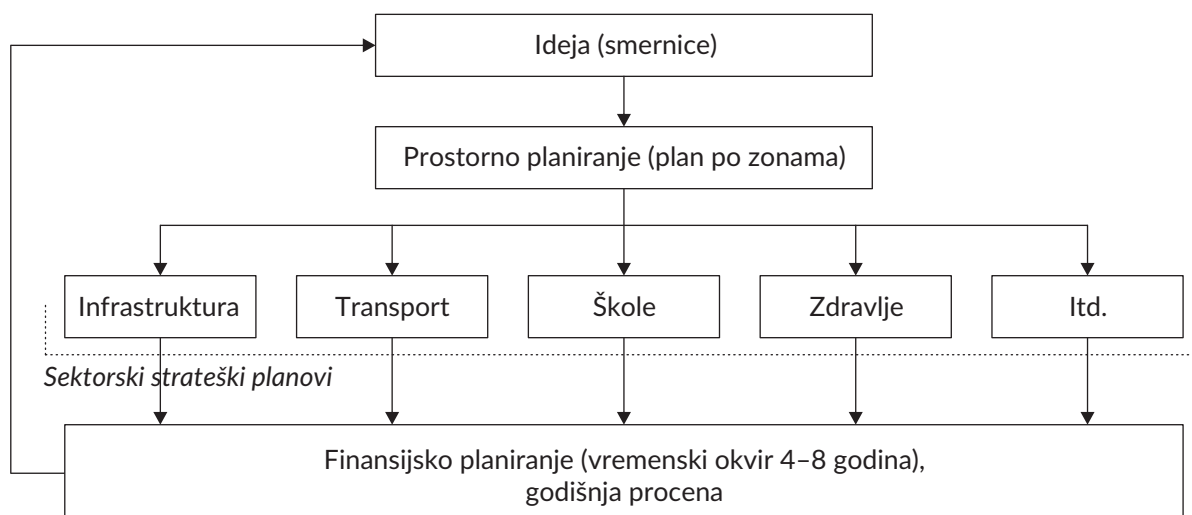 Ideja (smernice)
Prostorno planiranje (plan po zonama)
Infrastruktura
Transport
Škole
Zdravlje
Itd.
Sektorski strateški planovi
Finansijsko planiranje (vremenski okvir 4–8 godina),
godišnja procena